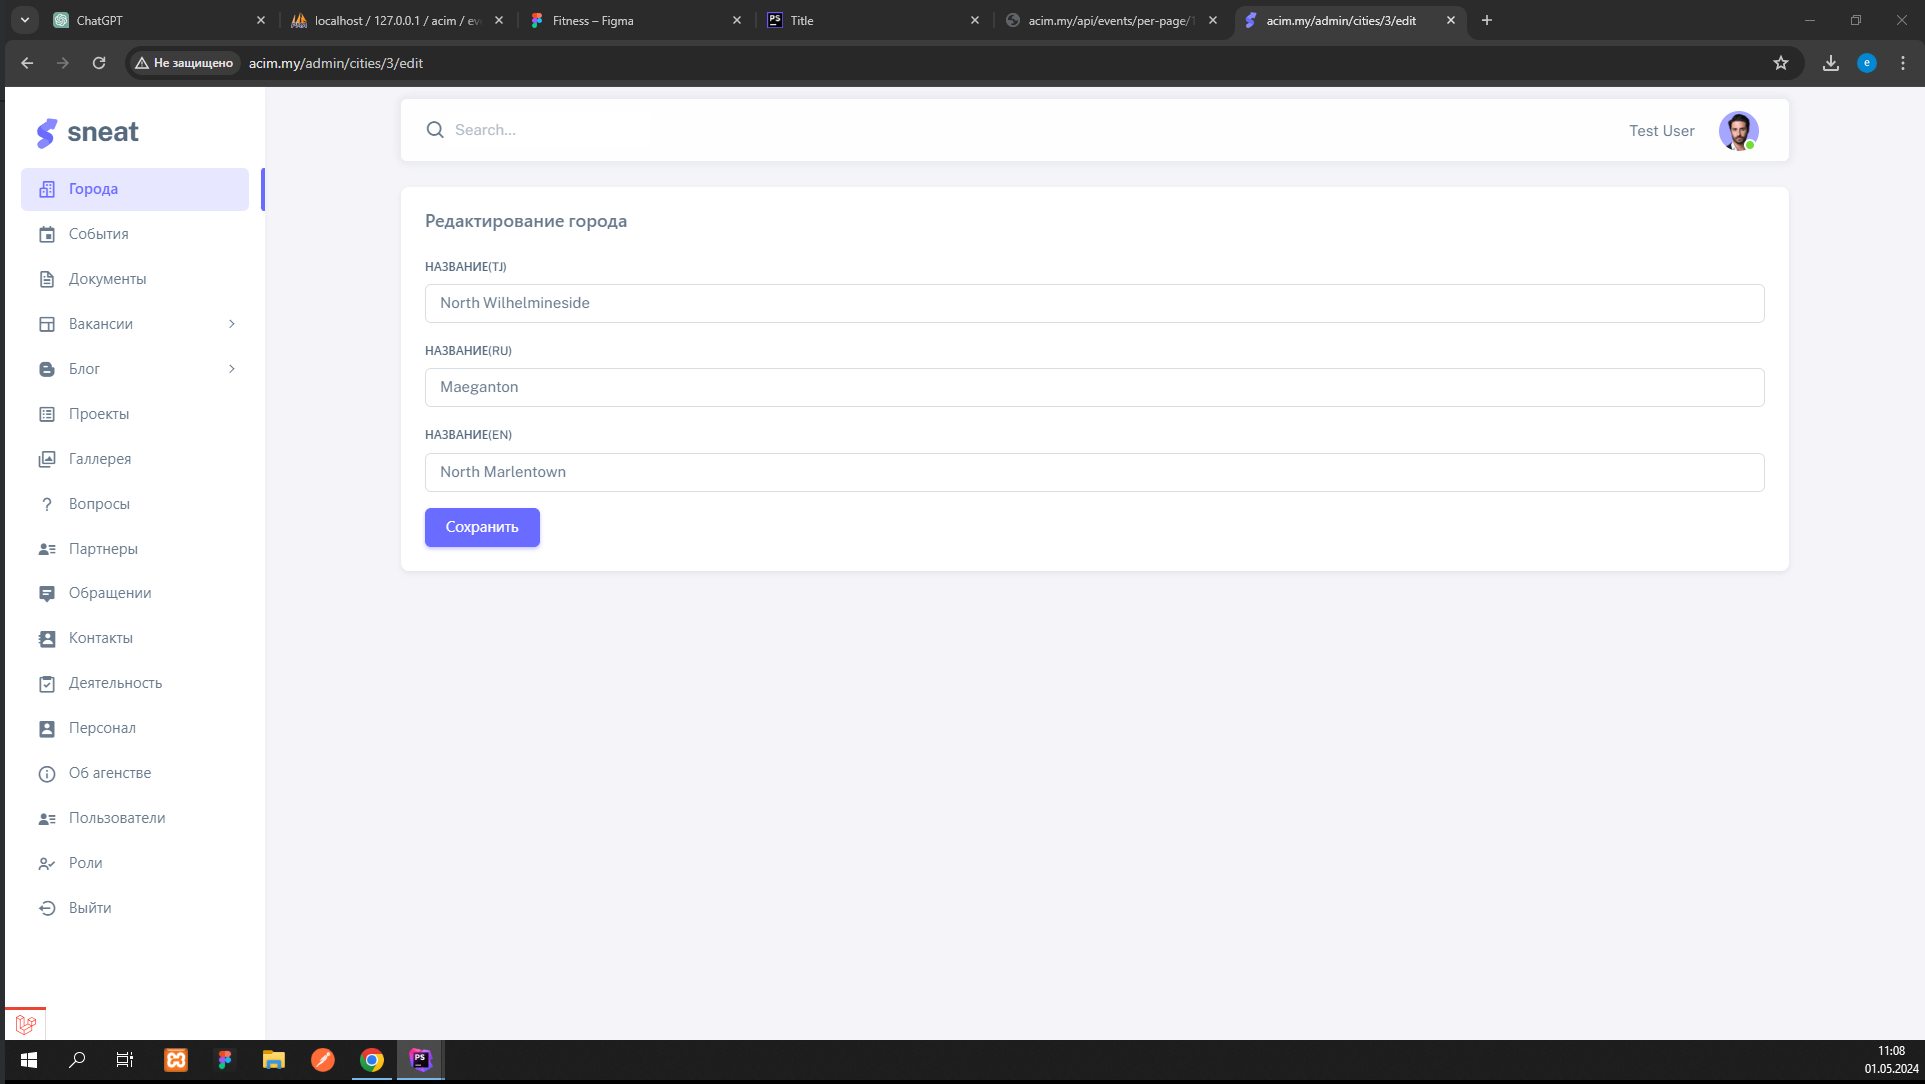 ChatGPT
localhost / 127.0.0.1 / acim / ev
Fitness – Figma
PS
Title
acim.my/api/events/per-page/1
acim.my/admin/cities/3/edit
Не защищено
acim.my/admin/cities/3/edit
e
sneat
Search...
Test User
Города
События
Документы
Вакансии
Блог
Проекты
Галлерея
Вопросы
Партнеры
Обращении
Контакты
Деятельность
Персонал
Об агенстве
Пользователи
Роли
Выйти
Редактирование города
НАЗВАНИЕ(TJ)
North Wilhelmineside
НАЗВАНИЕ(RU)
Maeganton
НАЗВАНИЕ(EN)
North Marlentown
Сохранить
PS
11:08
01.05.2024